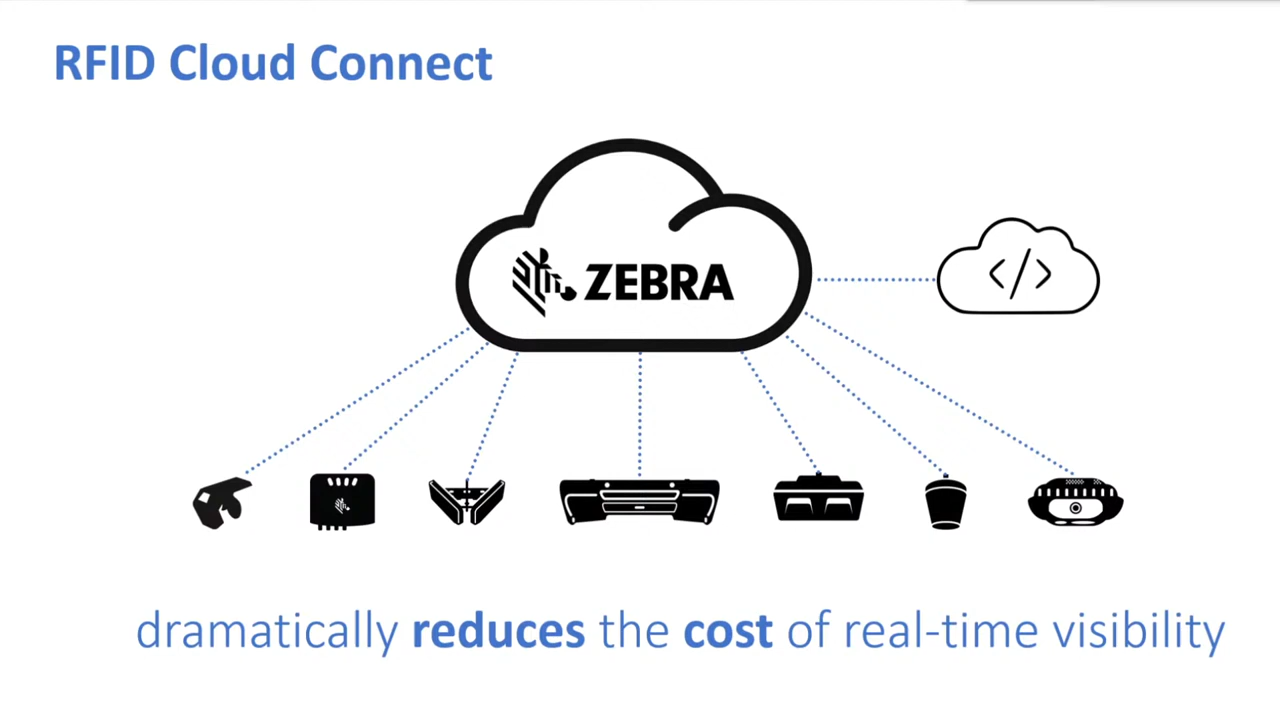 RFID Cloud Connect
ZEBRA
</>
dramatically reduces the cost of real-time visibility